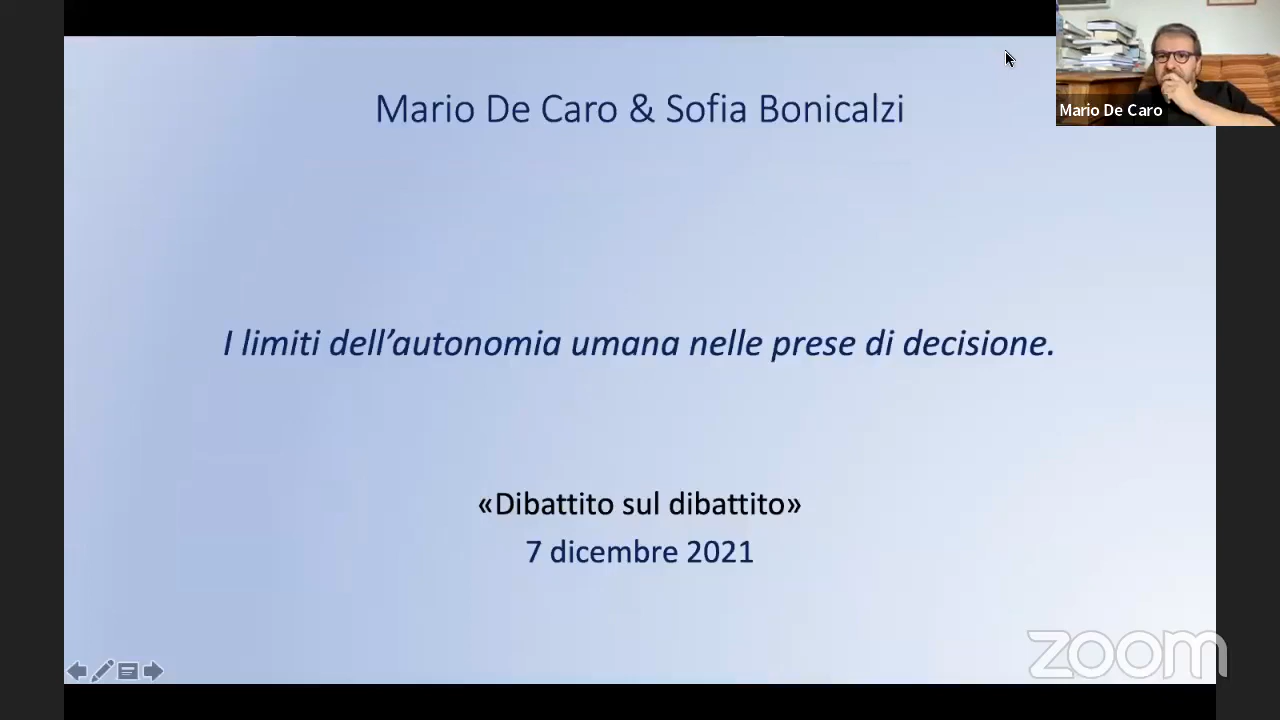 Mario De Caro & Sofia Bonicalzi
Mario De Caro
I limiti dell’autonomia umana nelle prese di decisione.
«Dibattito sul dibattito»
7 dicembre 2021
zoom